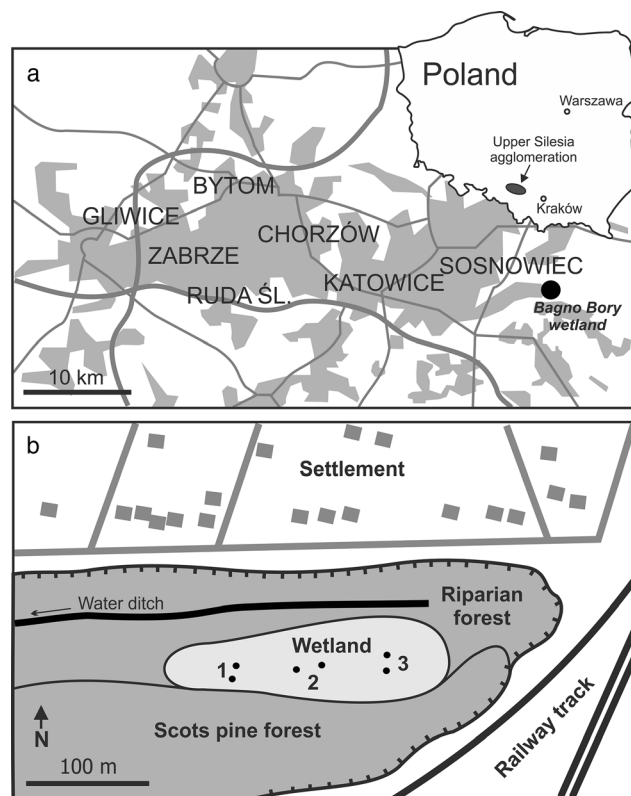 a
Poland
Warszawa
Upper Silesia
agglomeration
Kraków
BYTOM
GLIWICE
CHORZÓW
ZABRZE
SOSNOWIEC
KATOWICE
RUDA ŚL.
Bagno Bory
wetland
10 km
b
Settlement
Water ditch
Riparian
forest
Wetland
1
2
3
N
Scots pine forest
Railway track
100 m